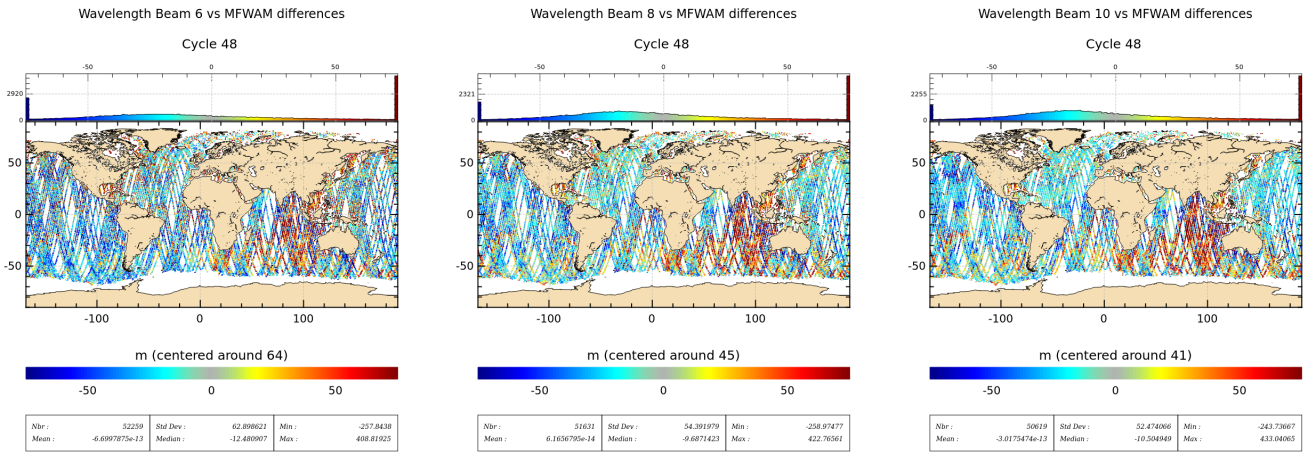 Wavelength Beam 6 vs MFWAM differences
Cycle 48
-50 0 50
2920
0
50
0
-50
-100 0 100
m (centered around 64)
-50 0 50
Nbr : 52259 Std Dev : 62.898621 Min : -257.8438
Mean : -6.6997875e-13 Median : -12.480907 Max : 408.81925
Wavelength Beam 8 vs MFWAM differences
Cycle 48
-50 0 50
2321
0
50
0
-50
-100 0 100
m (centered around 45)
-50 0 50
Nbr : 51631 Std Dev : 54.391979 Min : -258.97477
Mean : 6.1656795e-14 Median : -9.6871423 Max : 422.76561
Wavelength Beam 10 vs MFWAM differences
Cycle 48
-50 0 50
2255
0
50
0
-50
-100 0 100
m (centered around 41)
-50 0 50
Nbr : 50619 Std Dev : 52.474066 Min : -243.73667
Mean : -3.0175474e-13 Median : -10.504949 Max : 433.04065